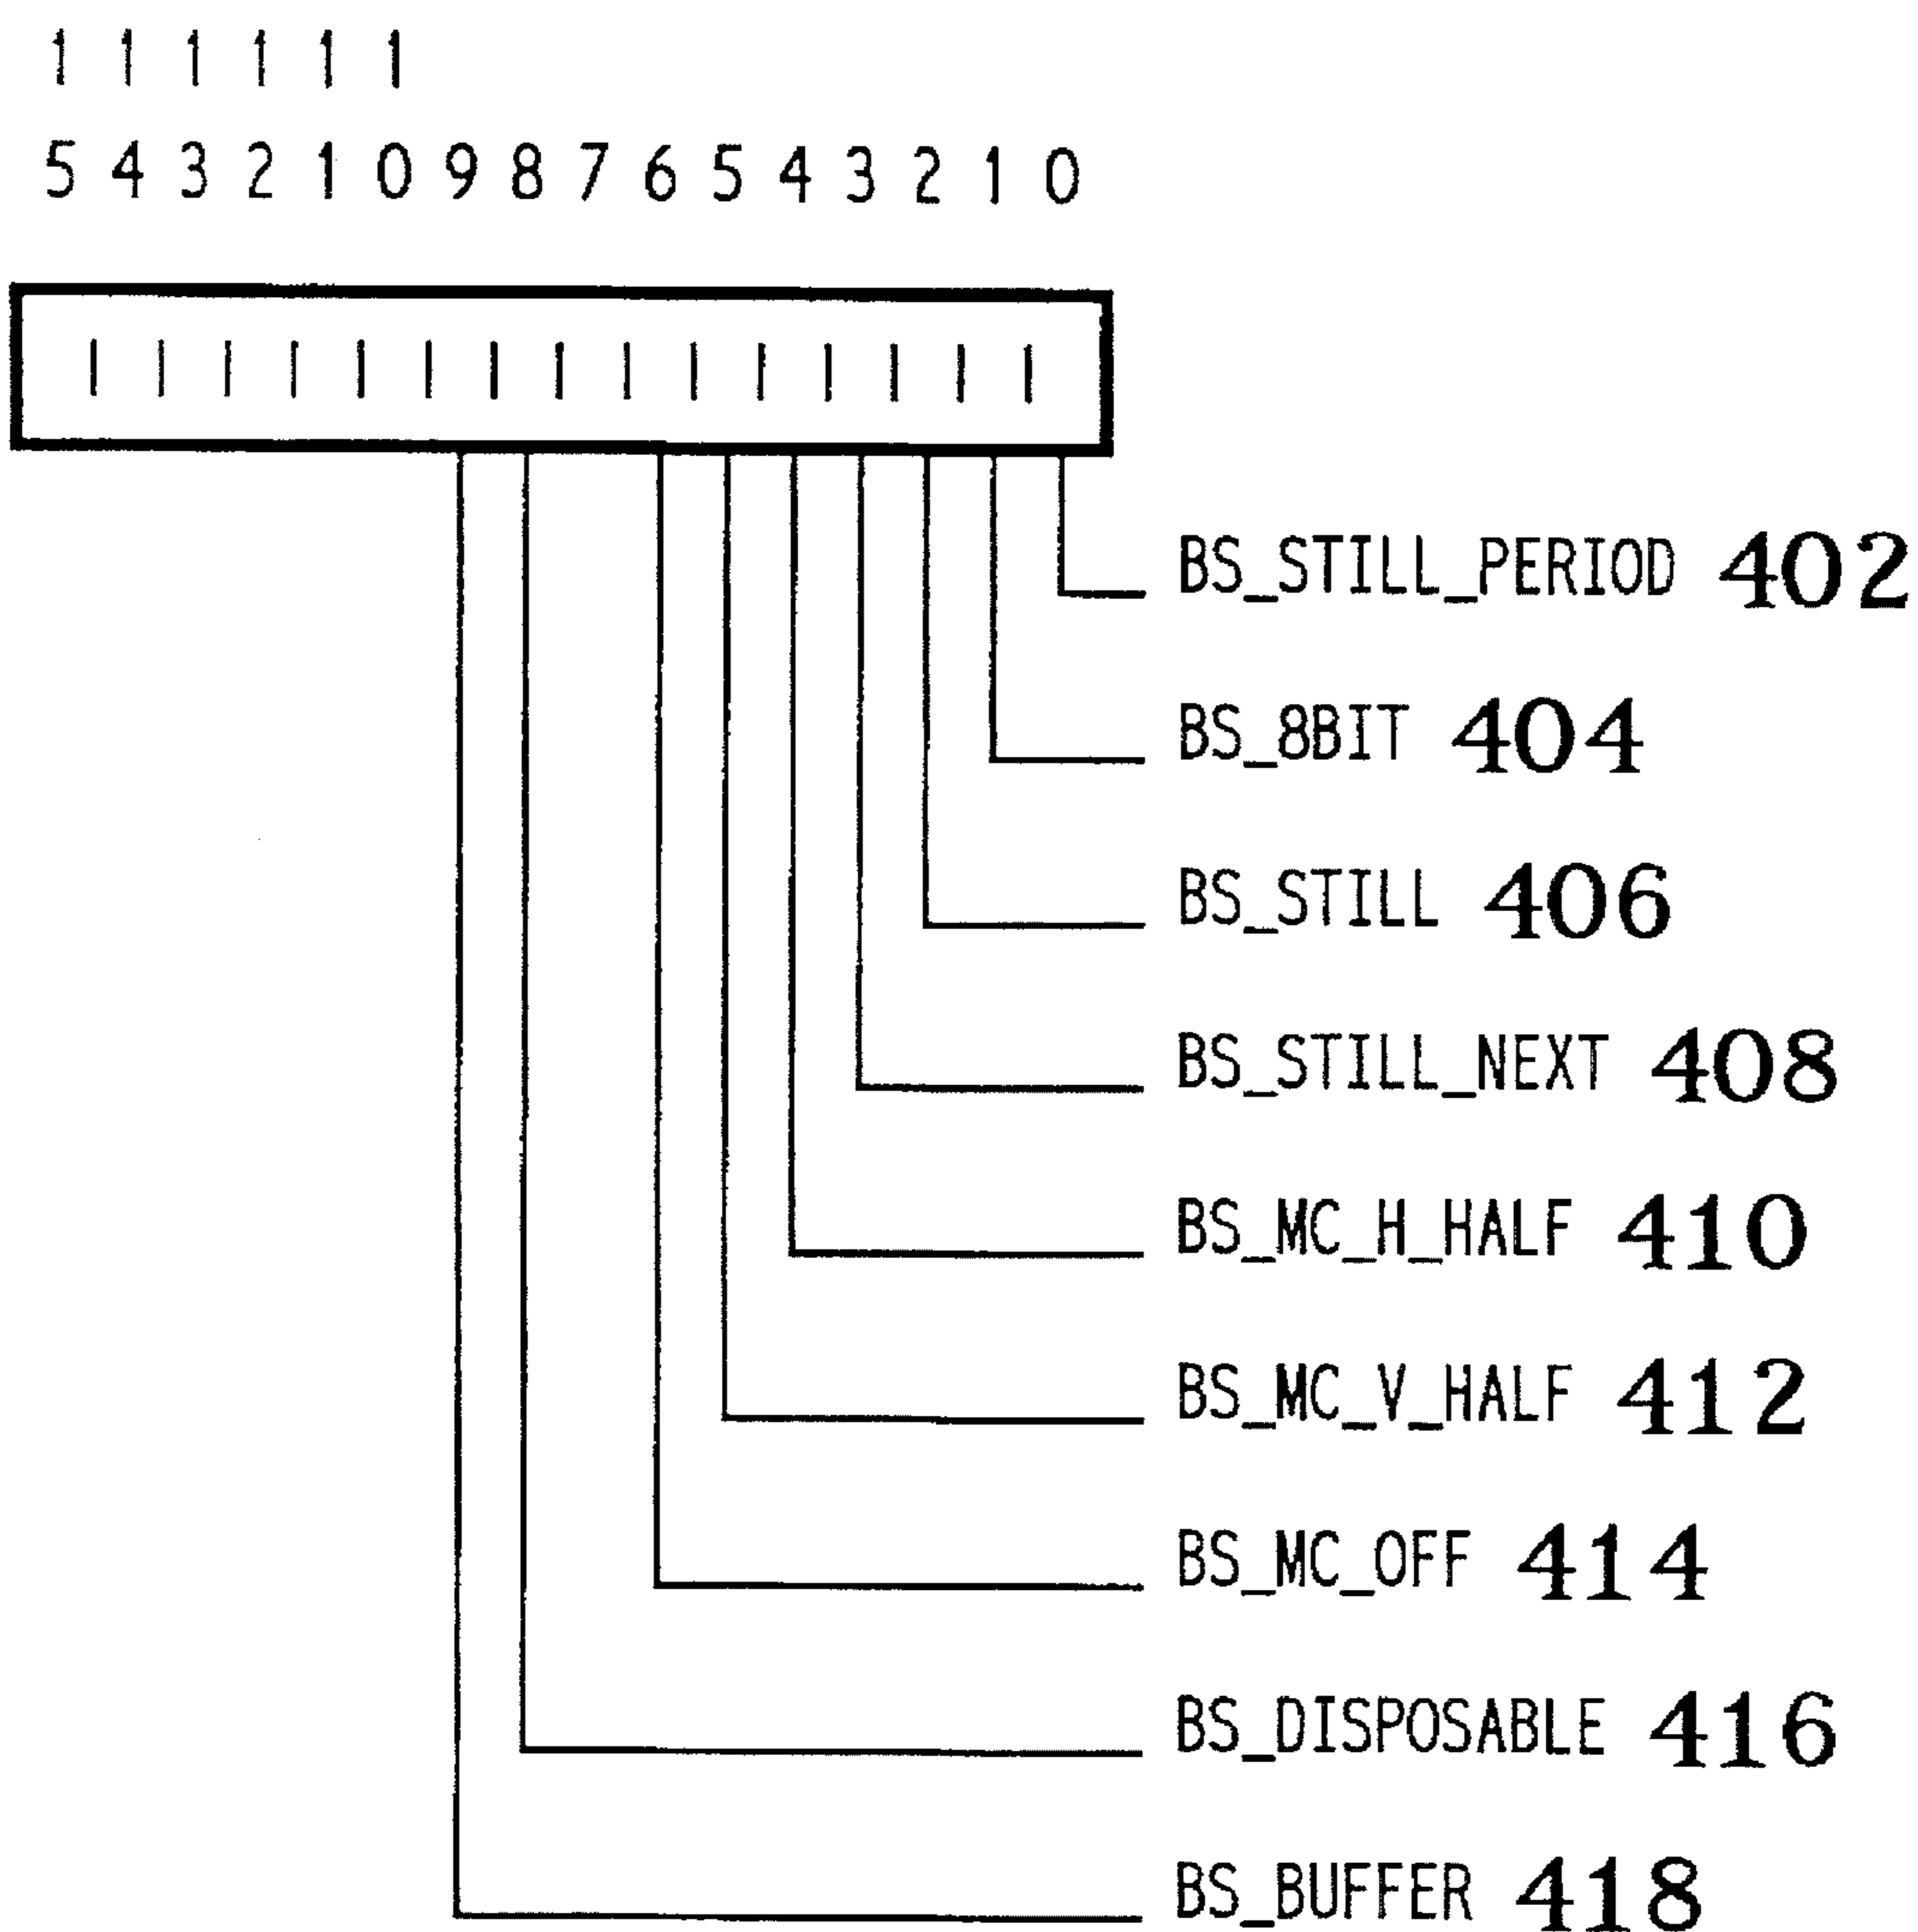 1 1 1 1 1 1
5 4 3 2 1 0 9 8 7 6 5 4 3 2 1 0
BS_STILL_PERIOD 402
BS_8BIT 404
BS_STILL 406
BS_STILL_NEXT 408
BS_MC_H_HALF 410
BS_MC_V_HALF 412
BS_MC_OFF 414
BS_DISPOSABLE 416
BS_BUFFER 418